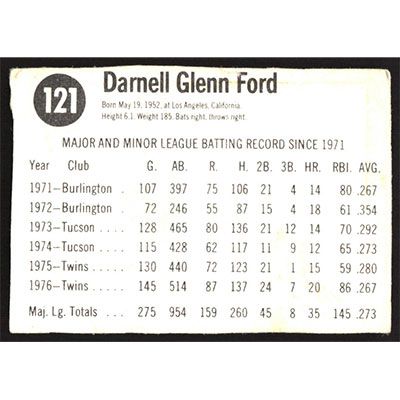 121
Darnell Glenn Ford
Born May 19, 1952, at Los Angeles, California.
Height 6.1. Weight 185. Bats right, throws right.
MAJOR AND MINOR LEAGUE BATTING RECORD SINCE 1971
Year Club G. AB. R. H. 2B. 3B. HR. RBI. AVG.
1971—Burlington . 107 397 75 106 21 4 14 80 .267
1972—Burlington . 72 246 55 87 15 4 18 61 .354
1973—Tucson . . . . 128 465 80 136 21 12 14 70 .292
1974—Tucson . . . . 115 428 62 117 11 9 12 65 .273
1975—Twins . . . . . 130 440 72 123 21 1 15 59 .280
1976—Twins . . . . . 145 514 87 137 24 7 20 86 .267
Maj. Lg. Totals . . . . 275 954 159 260 45 8 35 145 .273